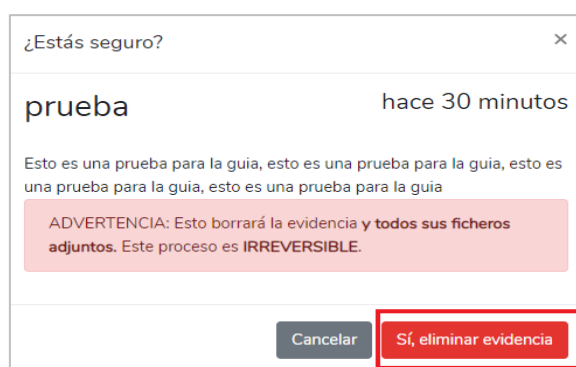 ¿Estás seguro?
×
prueba
hace 30 minutos
Esto es una prueba para la guia, esto es una prueba para la guia, esto es
una prueba para la guia, esto es una prueba para la guia
ADVERTENCIA: Esto borrará la evidencia y todos sus ficheros
adjuntos. Este proceso es IRREVERSIBLE.
Cancelar
Sí, eliminar evidencia